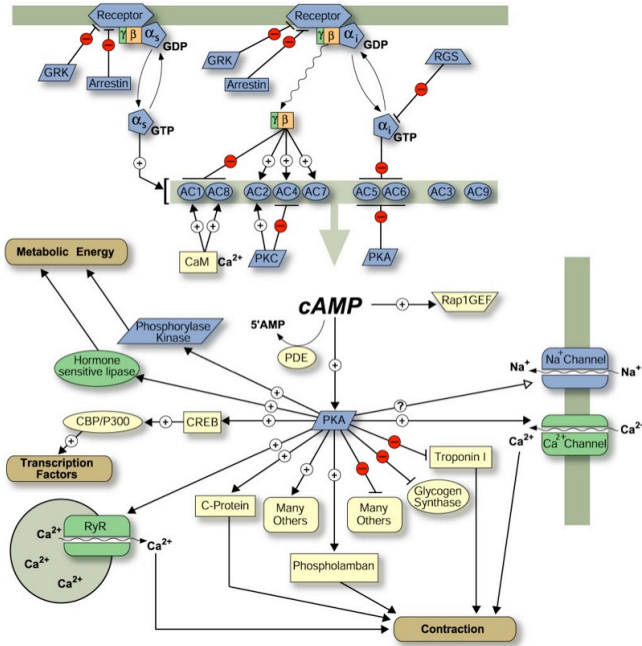 Receptor
Receptor
γ β αs GDP
γ β αi GDP
GRK
Arrestin
GRK
Arrestin
RGS
αs GTP
γ β
αi GTP
AC1 AC8 AC2 AC4 AC7 AC5 AC6 AC3 AC9
CaM Ca2+
PKC
PKA
Metabolic Energy
cAMP
Rap1GEF
5'AMP
PDE
Phosphorylase
Kinase
Hormone
sensitive lipase
Na+ Na+Channel Na+
?
CBP/P300
CREB
PKA
Ca2+
Ca2+
Ca2+Channel
Transcription
Factors
Troponin I
Glycogen
Synthase
C-Protein
Many
Others
Many
Others
RyR
Ca2+
Ca2+
Ca2+
Ca2+
Phospholamban
Contraction